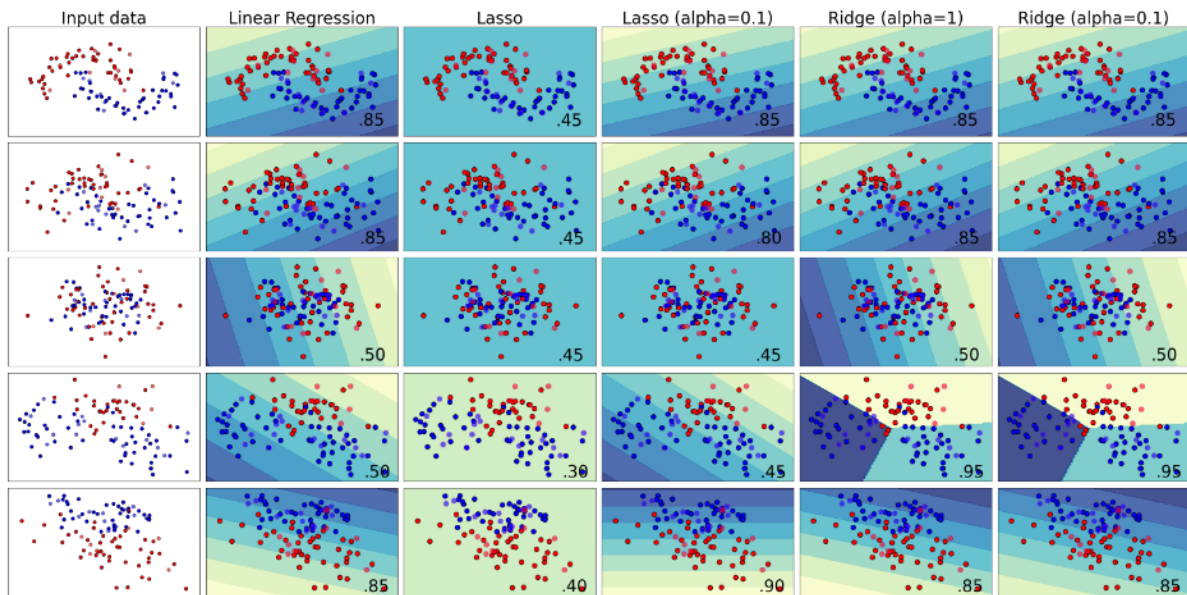 Input data Linear Regression Lasso Lasso (alpha=0.1) Ridge (alpha=1) Ridge (alpha=0.1)
.85 .45 .85 .85 .85
.85 .45 .80 .85 .85
.50 .45 .45 .50 .50
.50 .30 .45 .95 .95
.85 .40 .90 .85 .85